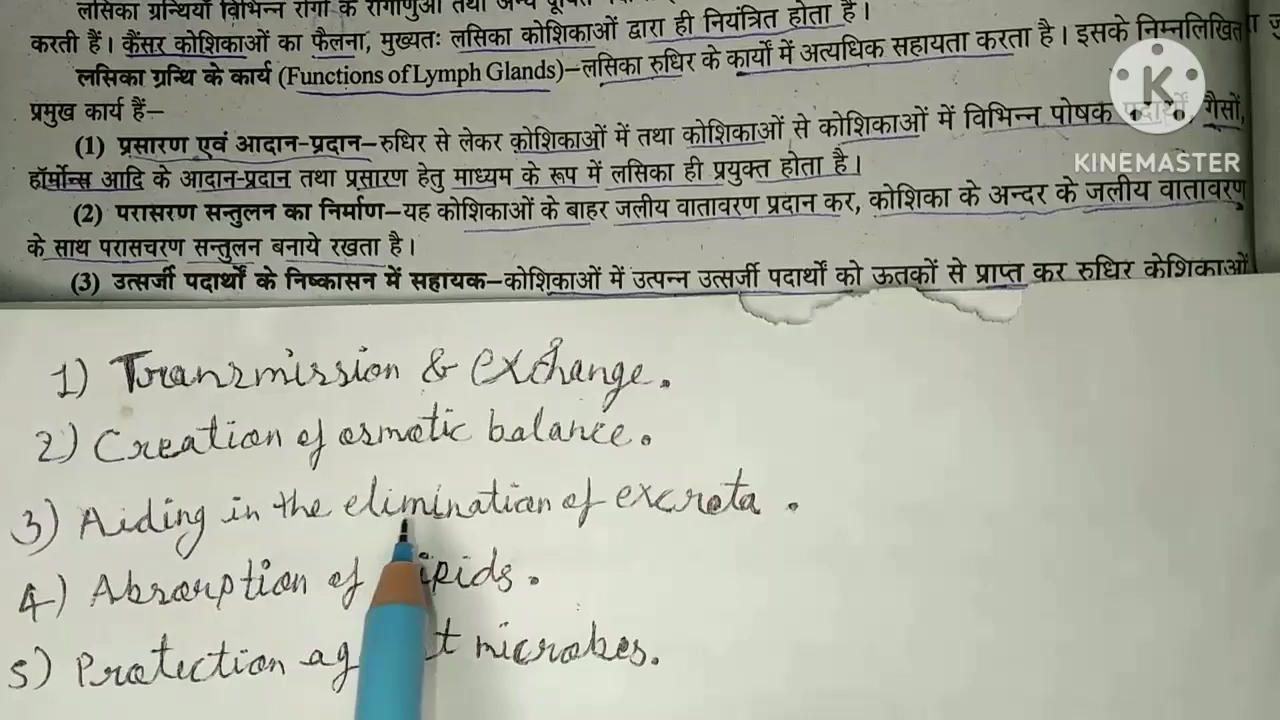 लसिका ग्रन्थियाँ विभिन्न रोगों के रोगाणुओं तथा अन्य
करती हैं। कैंसर कोशिकाओं का फैलना, मुख्यतः लसिका कोशिकाओं द्वारा ही नियंत्रित होता है।
लसिका ग्रन्थि के कार्य (Functions of Lymph Glands)–लसिका रुधिर के कार्यों में अत्यधिक सहायता करता है। इसके निम्नलिखित
प्रमुख कार्य हैं–
(1) प्रसारण एवं आदान-प्रदान–रुधिर से लेकर कोशिकाओं में तथा कोशिकाओं से कोशिकाओं में विभिन्न पोषक पदार्थों, गैसों,
हॉर्मोन्स आदि के आदान-प्रदान तथा प्रसारण हेतु माध्यम के रूप में लसिका ही प्रयुक्त होता है।
(2) परासरण सन्तुलन का निर्माण–यह कोशिकाओं के बाहर जलीय वातावरण प्रदान कर, कोशिका के अन्दर के जलीय वातावरण
के साथ परासचरण सन्तुलन बनाये रखता है।
(3) उत्सर्जी पदार्थों के निष्कासन में सहायक–कोशिकाओं में उत्पन्न उत्सर्जी पदार्थों को ऊतकों से प्राप्त कर रुधिर केशिकाओं
K
KINEMASTER
1) Transmission & exchange.
2) Creation of osmotic balance.
3) Aiding in the elimination of excreta.
4) Absorption of lipids.
5) Protection against microbes.